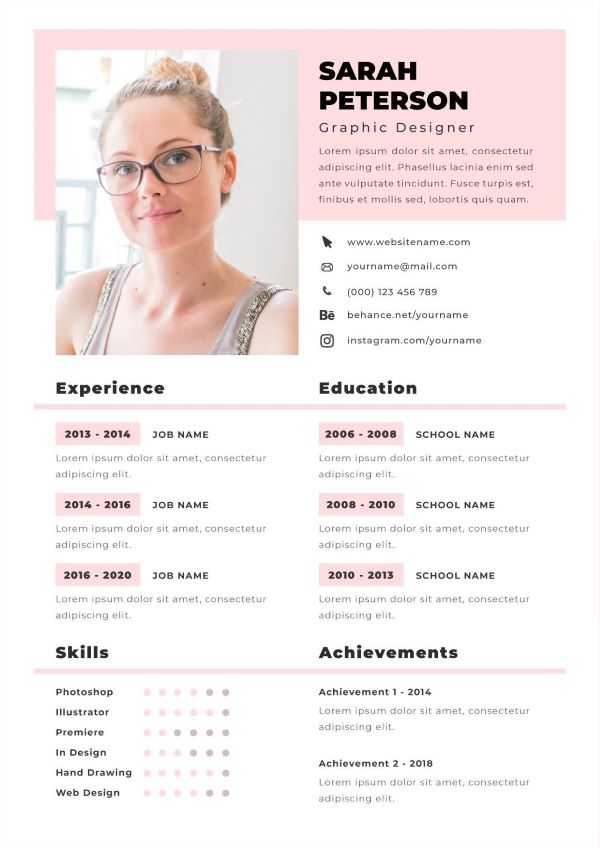 SARAH
PETERSON
Graphic Designer
Lorem ipsum dolor sit amet, consectetur
adipiscing elit. Phasellus lacinia enim sed
ante vulputate tincidunt. Fusce turpis est,
finibus et mollis sed, lobortis quis quam.
www.websitename.com
yourname@mail.com
(000) 123 456 789
Bē behance.net/yourname
instagram.com/yourname
Experience
2013 - 2014 JOB NAME
Lorem ipsum dolor sit amet, consectetur
adipiscing elit.
2014 - 2016 JOB NAME
Lorem ipsum dolor sit amet, consectetur
adipiscing elit.
2016 - 2020 JOB NAME
Lorem ipsum dolor sit amet, consectetur
adipiscing elit.
Education
2006 - 2008 SCHOOL NAME
Lorem ipsum dolor sit amet, consectetur
adipiscing elit.
2008 - 2010 SCHOOL NAME
Lorem ipsum dolor sit amet, consectetur
adipiscing elit.
2010 - 2013 SCHOOL NAME
Lorem ipsum dolor sit amet, consectetur
adipiscing elit.
Skills
Photoshop
Illustrator
Premiere
In Design
Hand Drawing
Web Design
Achievements
Achievement 1 - 2014
Lorem ipsum dolor sit amet, consectetur
adipiscing elit.
Achievement 2 - 2018
Lorem ipsum dolor sit amet, consectetur
adipiscing elit.